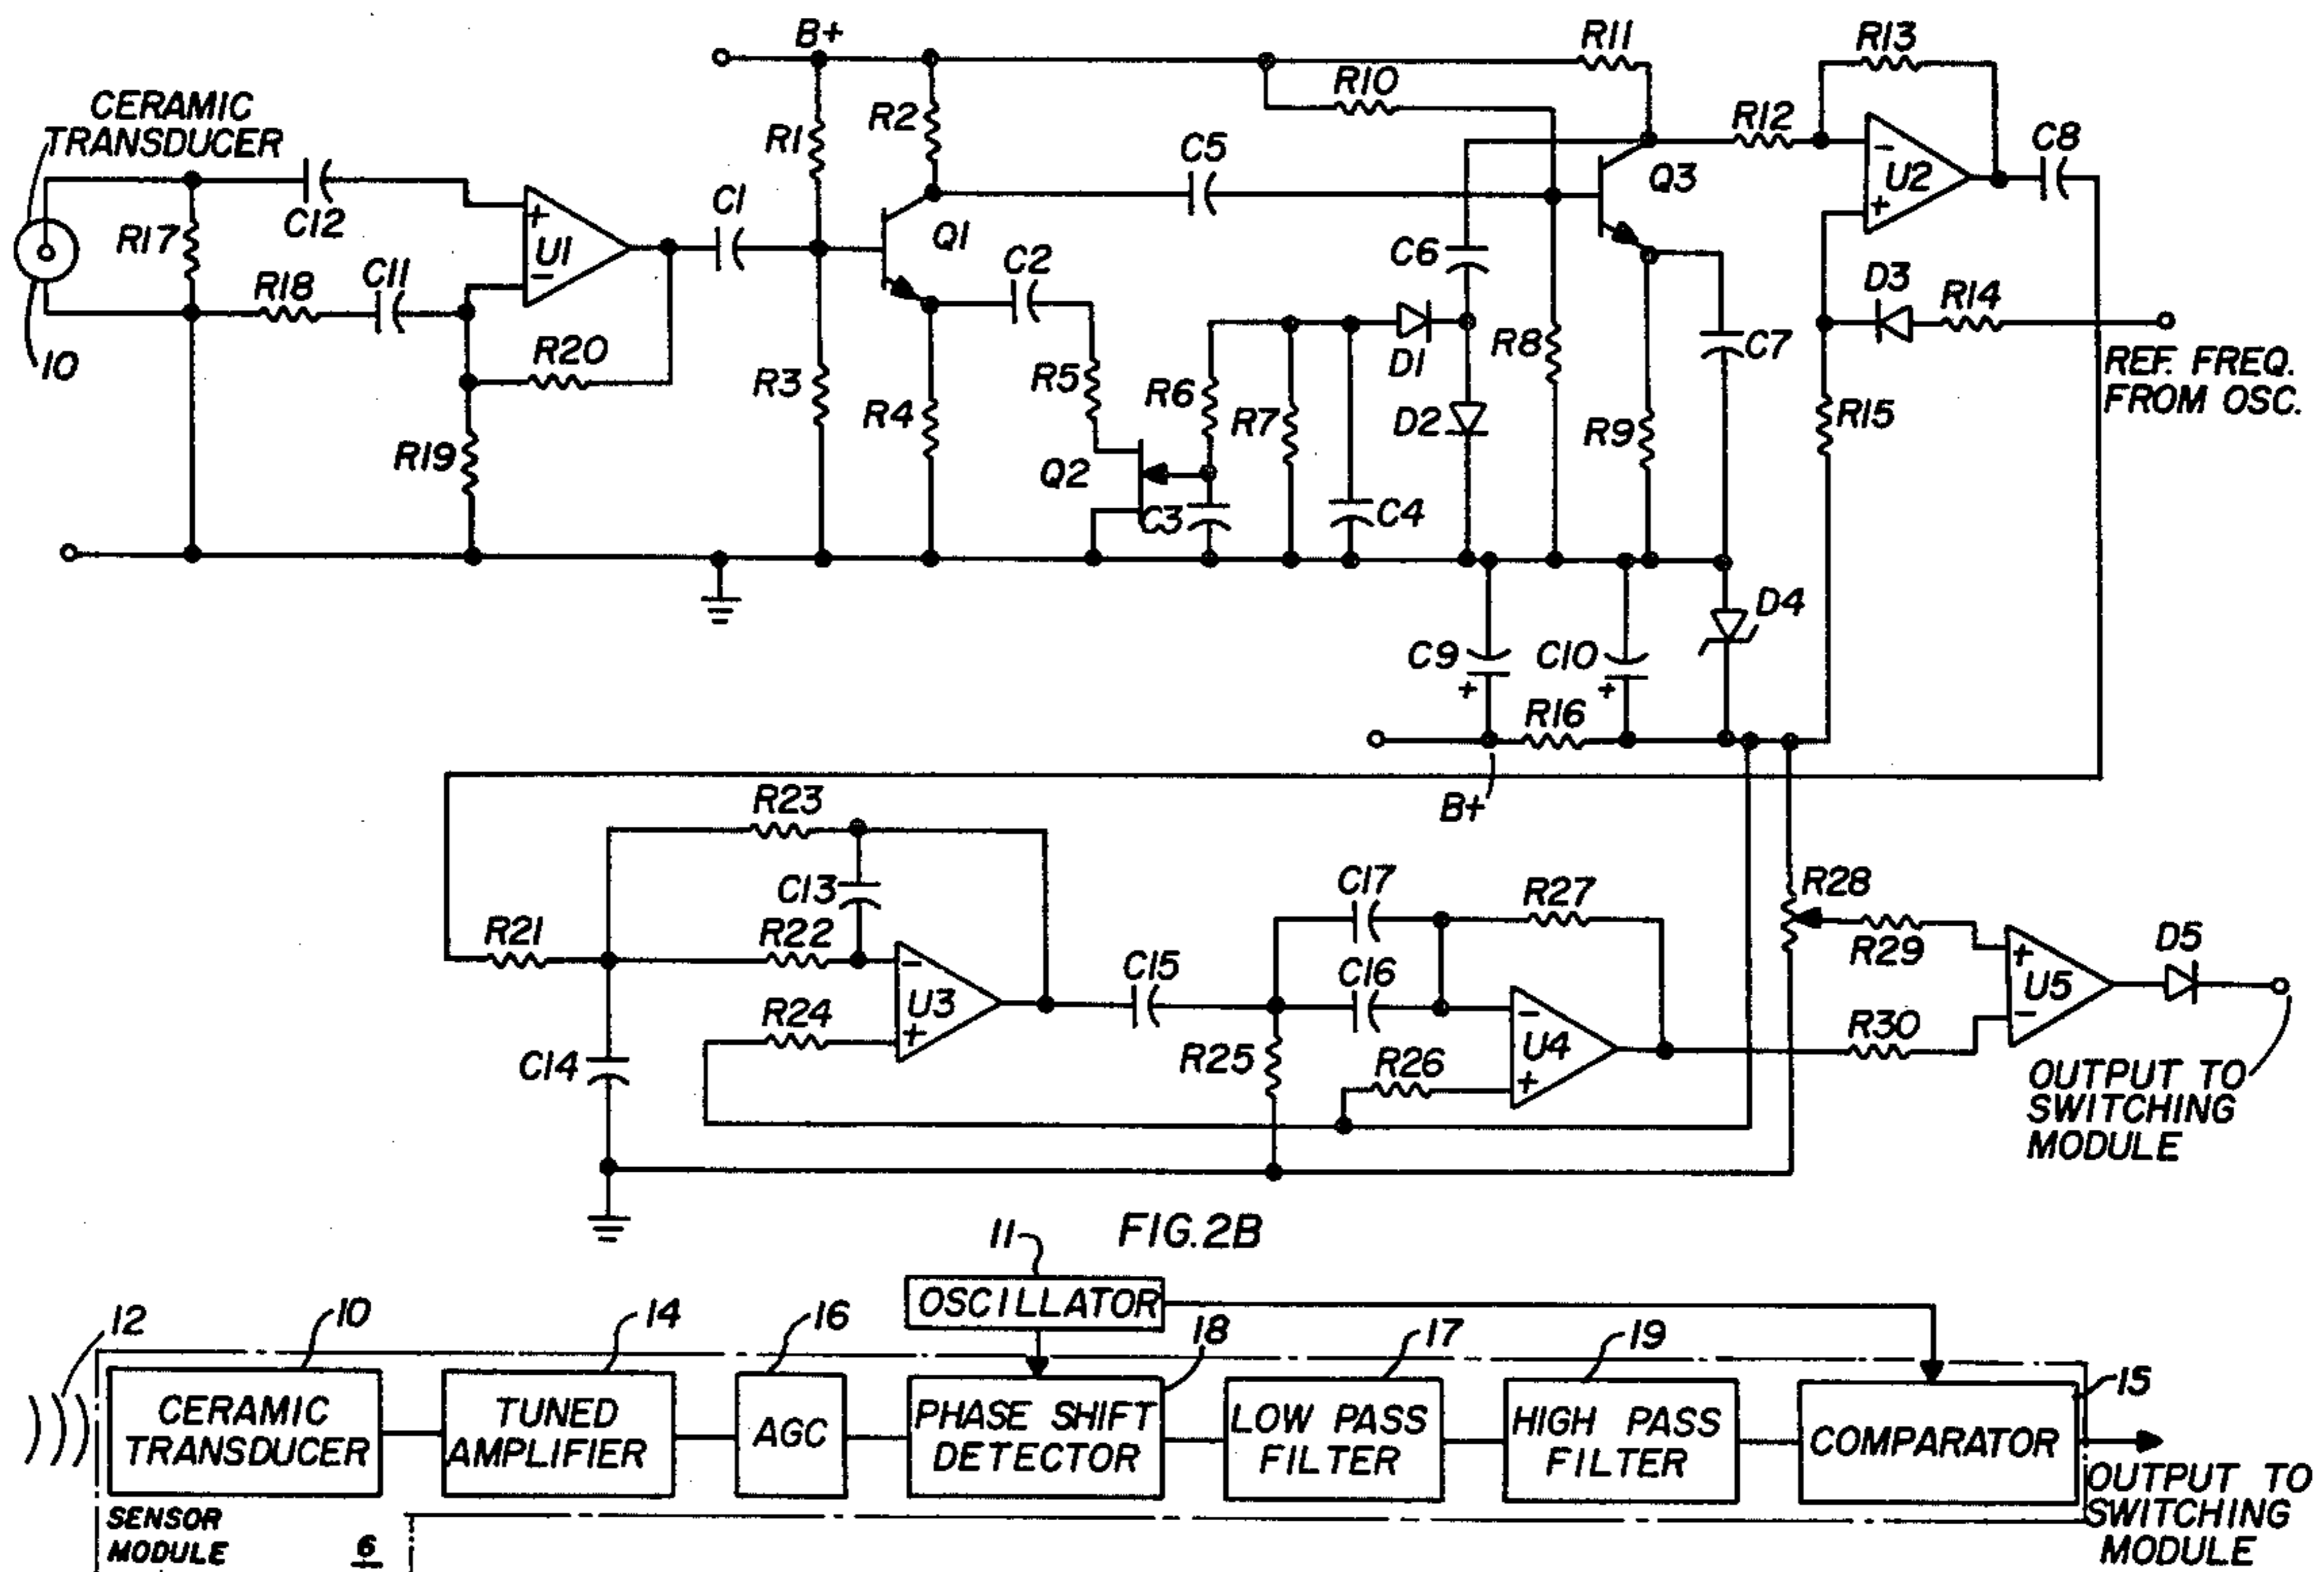 B+
R11
R13
CERAMIC
TRANSDUCER
R10
R2
R1
R12
C8
C5
Q3
U2
-
+
C12
R17
+
U1
-
C1
Q1
C11
R18
C2
C6
D3
R14
10
R20
D1
R8
C7
REF. FREQ.
FROM OSC.
R3
R5
R6
R7
D2
R4
R9
R15
R19
Q2
C3
C4
D4
C9
+
C10
+
R16
B+
R23
C13
C17
R27
R28
R21
R22
-
U3
+
R24
C15
C16
R29
D5
+
U5
-
C14
R25
-
U4
+
R26
R30
OUTPUT TO
SWITCHING
MODULE
FIG.2B
11
OSCILLATOR
12
10
14
16
18
17
19
15
CERAMIC
TRANSDUCER
TUNED
AMPLIFIER
AGC
PHASE SHIFT
DETECTOR
LOW PASS
FILTER
HIGH PASS
FILTER
COMPARATOR
OUTPUT TO
SWITCHING
MODULE
SENSOR
MODULE
6